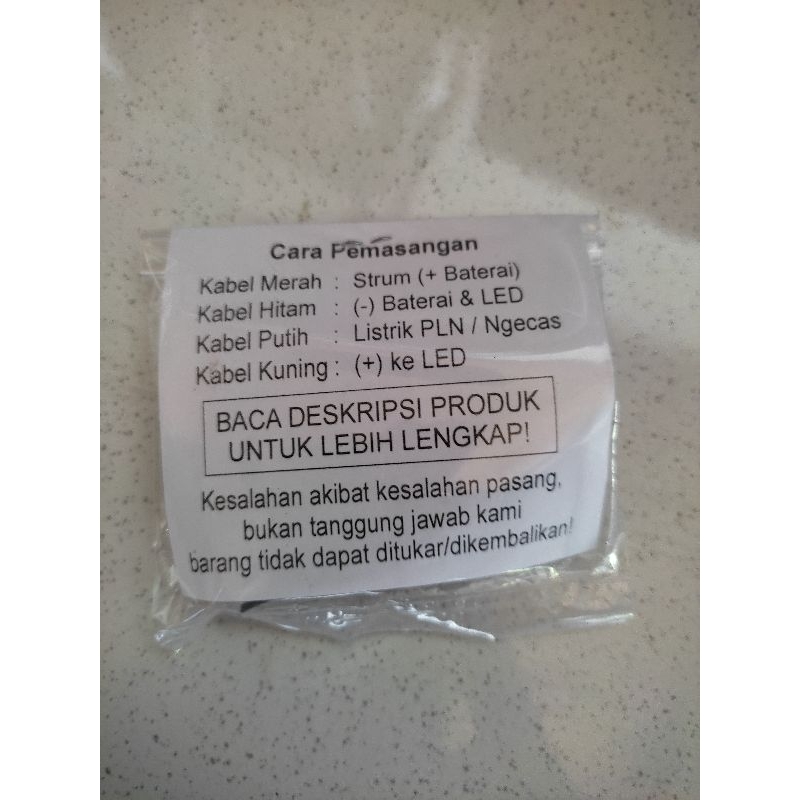 Cara Pemasangan
Kabel Merah : Strum (+ Baterai)
Kabel Hitam : (-) Baterai & LED
Kabel Putih : Listrik PLN / Ngecas
Kabel Kuning : (+) ke LED
BACA DESKRIPSI PRODUK
UNTUK LEBIH LENGKAP!
Kesalahan akibat kesalahan pasang,
bukan tanggung jawab kami
barang tidak dapat ditukar/dikembalikan!